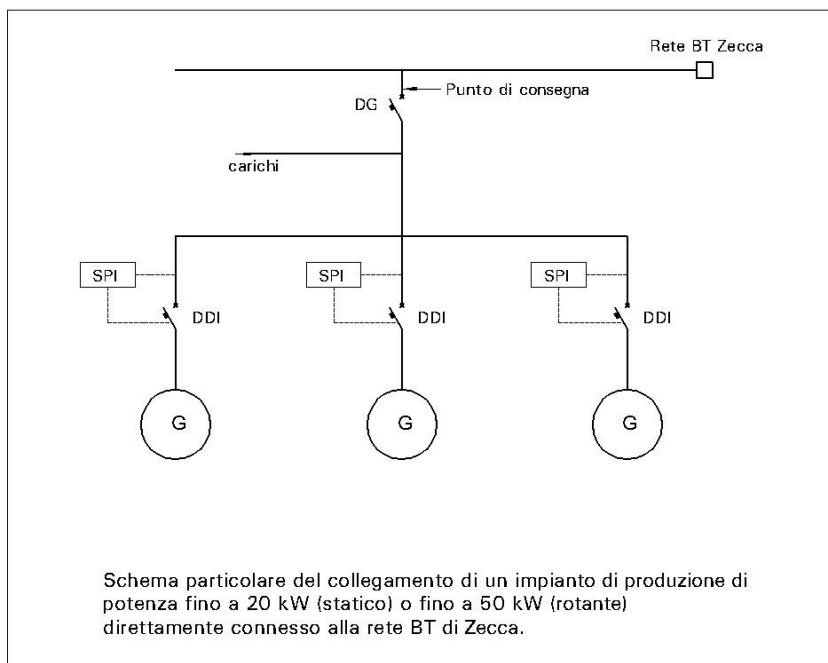 Rete BT Zecca
Punto di consegna
DG
carichi
SPI
SPI
SPI
DDI
DDI
DDI
G
G
G
Schema particolare del collegamento di un impianto di produzione di
potenza fino a 20 kW (statico) o fino a 50 kW (rotante)
direttamente connesso alla rete BT di Zecca.